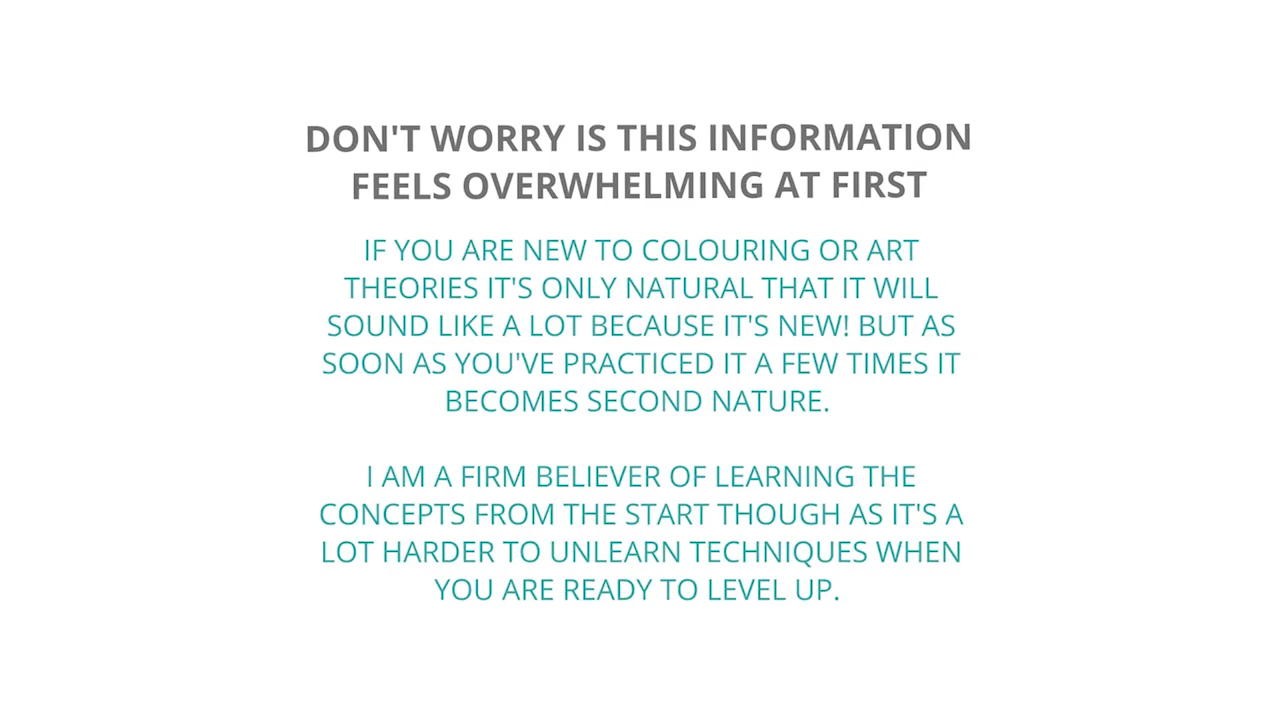 DON'T WORRY IS THIS INFORMATION
FEELS OVERWHELMING AT FIRST
IF YOU ARE NEW TO COLOURING OR ART
THEORIES IT'S ONLY NATURAL THAT IT WILL
SOUND LIKE A LOT BECAUSE IT'S NEW! BUT AS
SOON AS YOU'VE PRACTICED IT A FEW TIMES IT
BECOMES SECOND NATURE.
I AM A FIRM BELIEVER OF LEARNING THE
CONCEPTS FROM THE START THOUGH AS IT'S A
LOT HARDER TO UNLEARN TECHNIQUES WHEN
YOU ARE READY TO LEVEL UP.